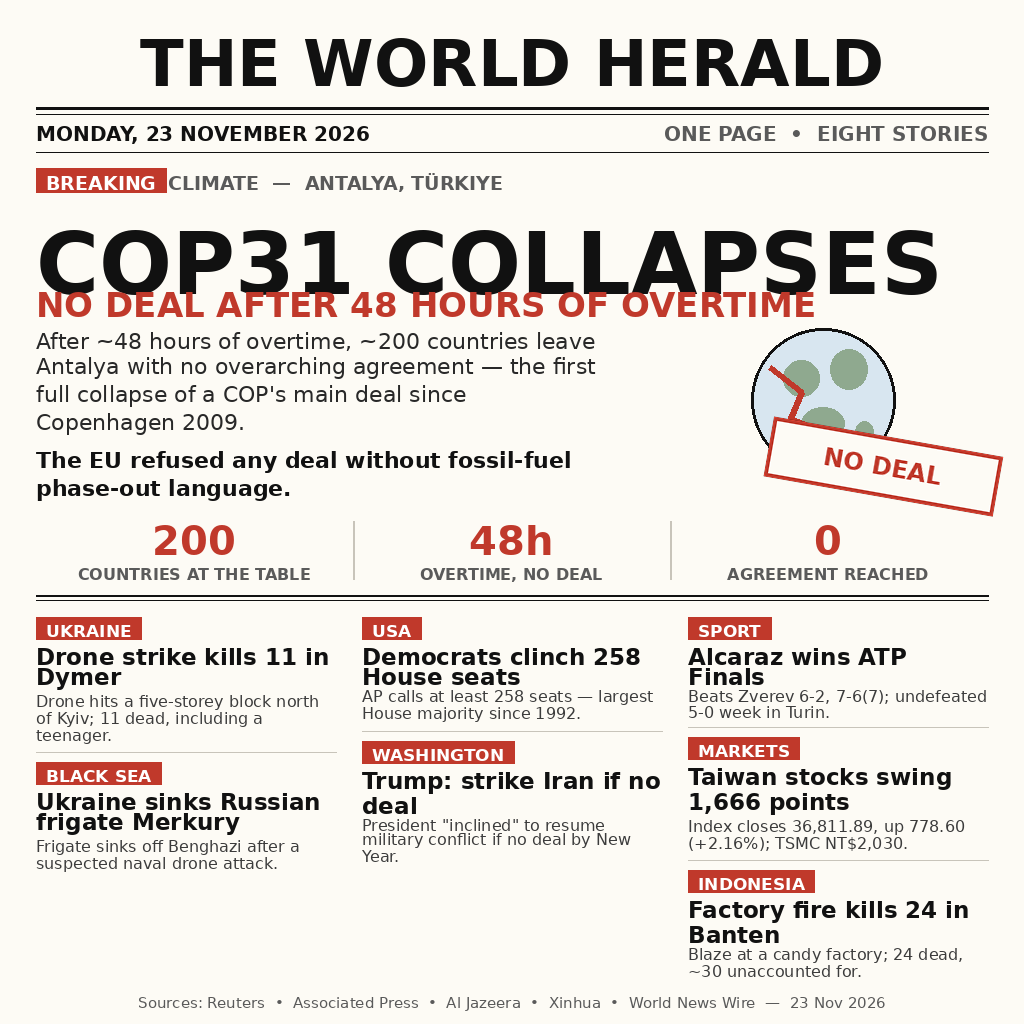 THE WORLD HERALD
MONDAY, 23 NOVEMBER 2026
ONE PAGE • EIGHT STORIES
BREAKING CLIMATE — ANTALYA, TÜRKIYE
COP31 COLLAPSES
NO DEAL AFTER 48 HOURS OF OVERTIME
After ~48 hours of overtime, ~200 countries leave
Antalya with no overarching agreement — the first
full collapse of a COP's main deal since
Copenhagen 2009.
The EU refused any deal without fossil-fuel
phase-out language.
NO DEAL
200
COUNTRIES AT THE TABLE
48h
OVERTIME, NO DEAL
0
AGREEMENT REACHED
UKRAINE
Drone strike kills 11 in
Dymer
Drone hits a five-storey block north
of Kyiv; 11 dead, including a
teenager.
BLACK SEA
Ukraine sinks Russian
frigate Merkury
Frigate sinks off Benghazi after a
suspected naval drone attack.
USA
Democrats clinch 258
House seats
AP calls at least 258 seats — largest
House majority since 1992.
WASHINGTON
Trump: strike Iran if no
deal
President "inclined" to resume
military conflict if no deal by New
Year.
SPORT
Alcaraz wins ATP
Finals
Beats Zverev 6-2, 7-6(7); undefeated
5-0 week in Turin.
MARKETS
Taiwan stocks swing
1,666 points
Index closes 36,811.89, up 778.60
(+2.16%); TSMC NT$2,030.
INDONESIA
Factory fire kills 24 in
Banten
Blaze at a candy factory; 24 dead,
~30 unaccounted for.
Sources: Reuters • Associated Press • Al Jazeera • Xinhua • World News Wire — 23 Nov 2026